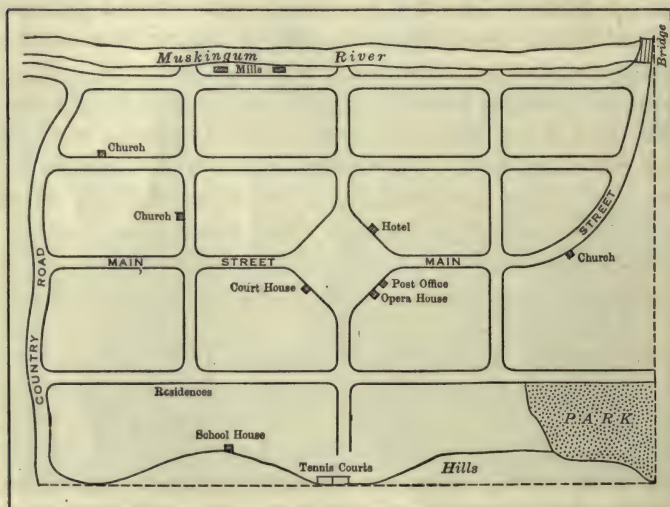 Muskingum River
Bridge
Mills
Church
Church
Hotel
STREET
MAIN STREET MAIN
Church
ROAD
Court House
Post Office
Opera House
COUNTRY
Residences
PARK
School House
Tennis Courts
Hills